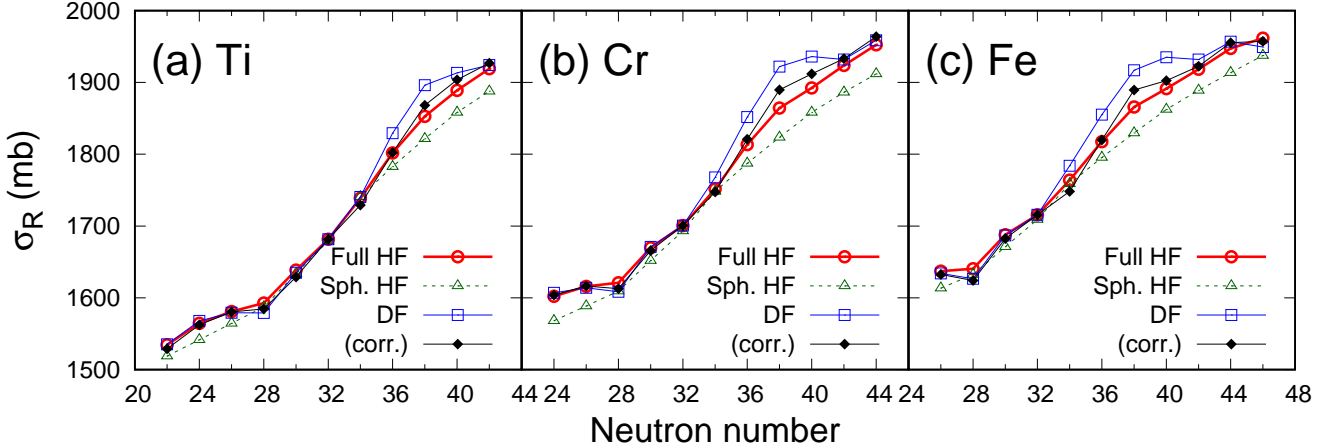 (a) Ti
(b) Cr
(c) Fe
σR (mb)
2000
1900
1800
1700
1600
1500
Full HF
Sph. HF
DF
(corr.)
Full HF
Sph. HF
DF
(corr.)
Full HF
Sph. HF
DF
(corr.)
20 24 28 32 36 40 44 24 28 32 36 40 44 24 28 32 36 40 44 48
Neutron number